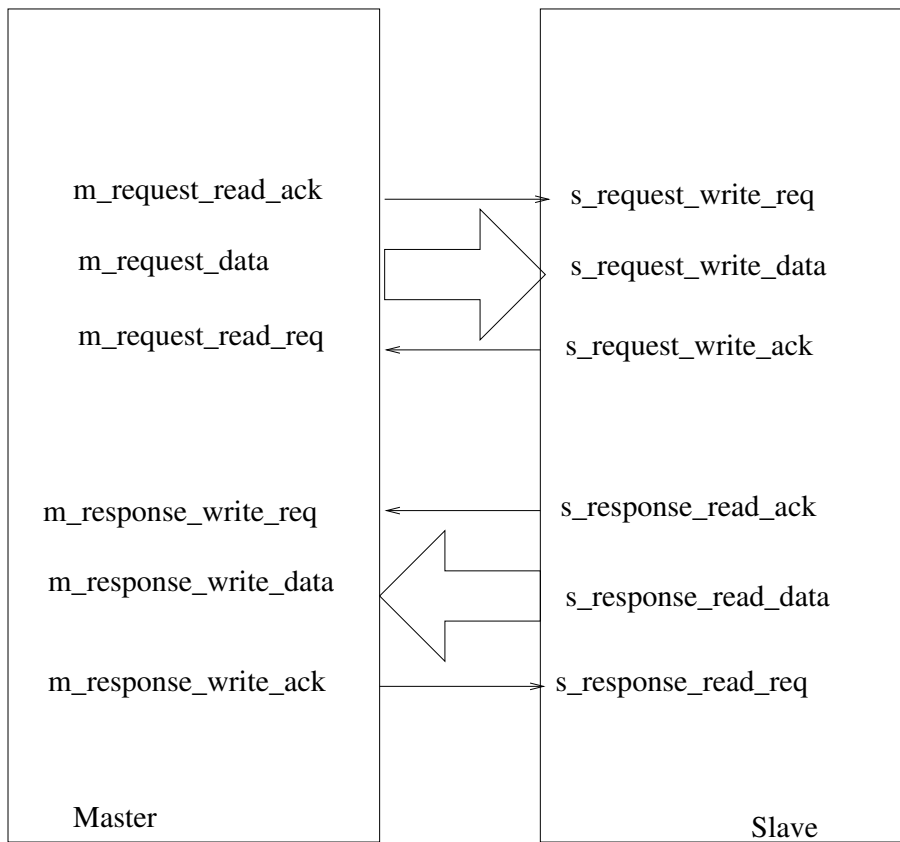 m_request_read_ack
s_request_write_req
m_request_data
s_request_write_data
m_request_read_req
s_request_write_ack
m_response_write_req
s_response_read_ack
m_response_write_data
s_response_read_data
m_response_write_ack
s_response_read_req
Master
Slave